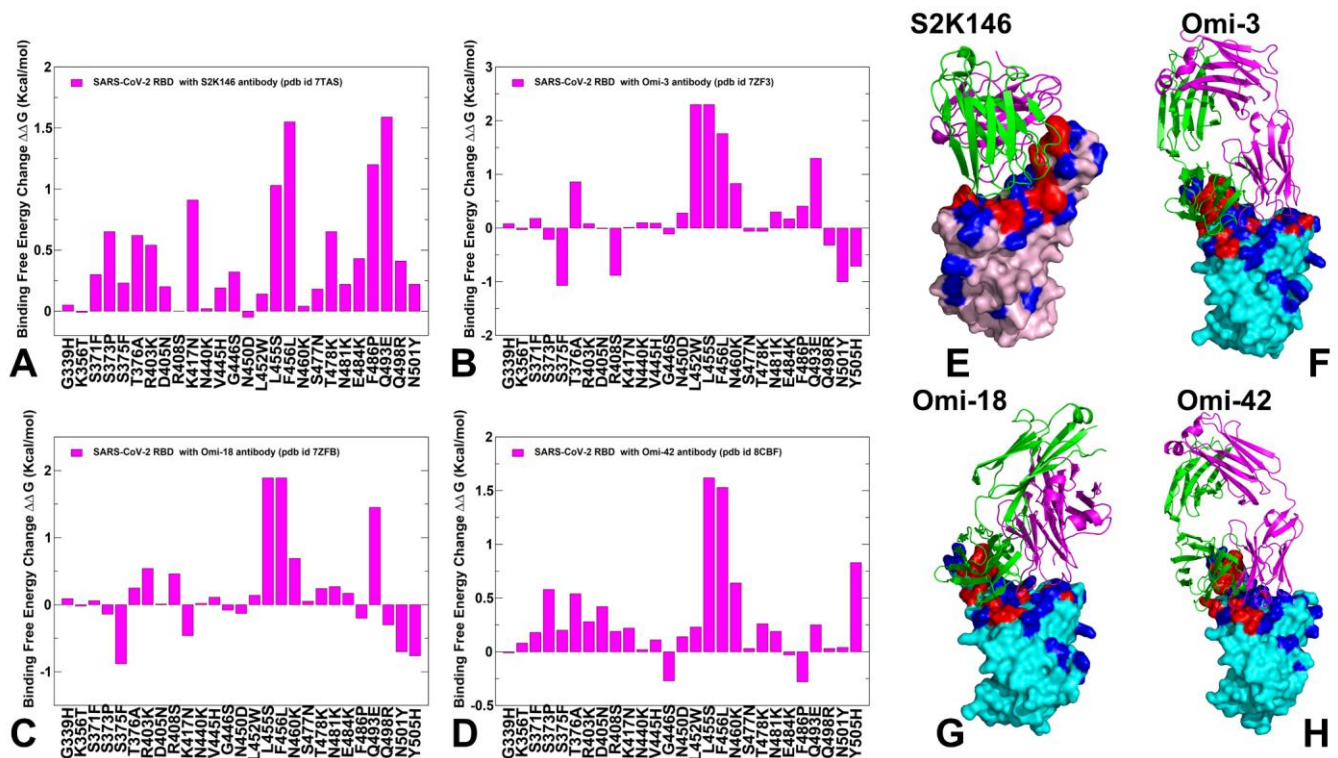 Binding Free Energy Change ΔΔ G (Kcal/mol)
2
1.5
1
0.5
0
SARS-CoV-2 RBD with S2K146 antibody (pdb id 7TAS)
G339H
K356T
S371F
S373P
S375F
T376A
R403K
D405N
R408S
K417N
N440K
V445H
G446S
N450D
L452W
L455S
F456L
N460K
S477N
T478K
N481K
E484K
F486P
Q493E
Q498R
N501Y
A
Binding Free Energy Change ΔΔ G (Kcal/mol)
3
2
1
0
-1
-2
SARS-CoV-2 RBD with Omi-3 antibody (pdb id 7ZF3)
G339H
K356T
S371F
S373P
S375F
T376A
R403K
D405N
R408S
K417N
N440K
V445H
G446S
N450D
L452W
L455S
F456L
N460K
S477N
T478K
N481K
E484K
F486P
Q493E
Q498R
N501Y
Y505H
B
S2K146
E
Omi-3
F
Binding Free Energy Change ΔΔ G (Kcal/mol)
2
1
0
-1
SARS-CoV-2 RBD with Omi-18 antibody (pdb id 7ZFB)
G339H
K356T
S371F
S373P
S375F
T376A
R403K
D405N
R408S
K417N
N440K
V445H
G446S
N450D
L452W
L455S
F456L
N460K
S477N
T478K
N481K
E484K
F486P
Q493E
Q498R
N501Y
Y505H
C
Binding Free Energy Change ΔΔ G (Kcal/mol)
2
1.5
1
0.5
0
-0.5
SARS-CoV-2 RBD with Omi-42 antibody (pdb id 8CBF)
G339H
K356T
S371F
S373P
S375F
T376A
R403K
D405N
R408S
K417N
N440K
V445H
G446S
N450D
L452W
L455S
F456L
N460K
S477N
T478K
N481K
E484K
F486P
Q493E
Q498R
N501Y
Y505H
D
Omi-18
G
Omi-42
H